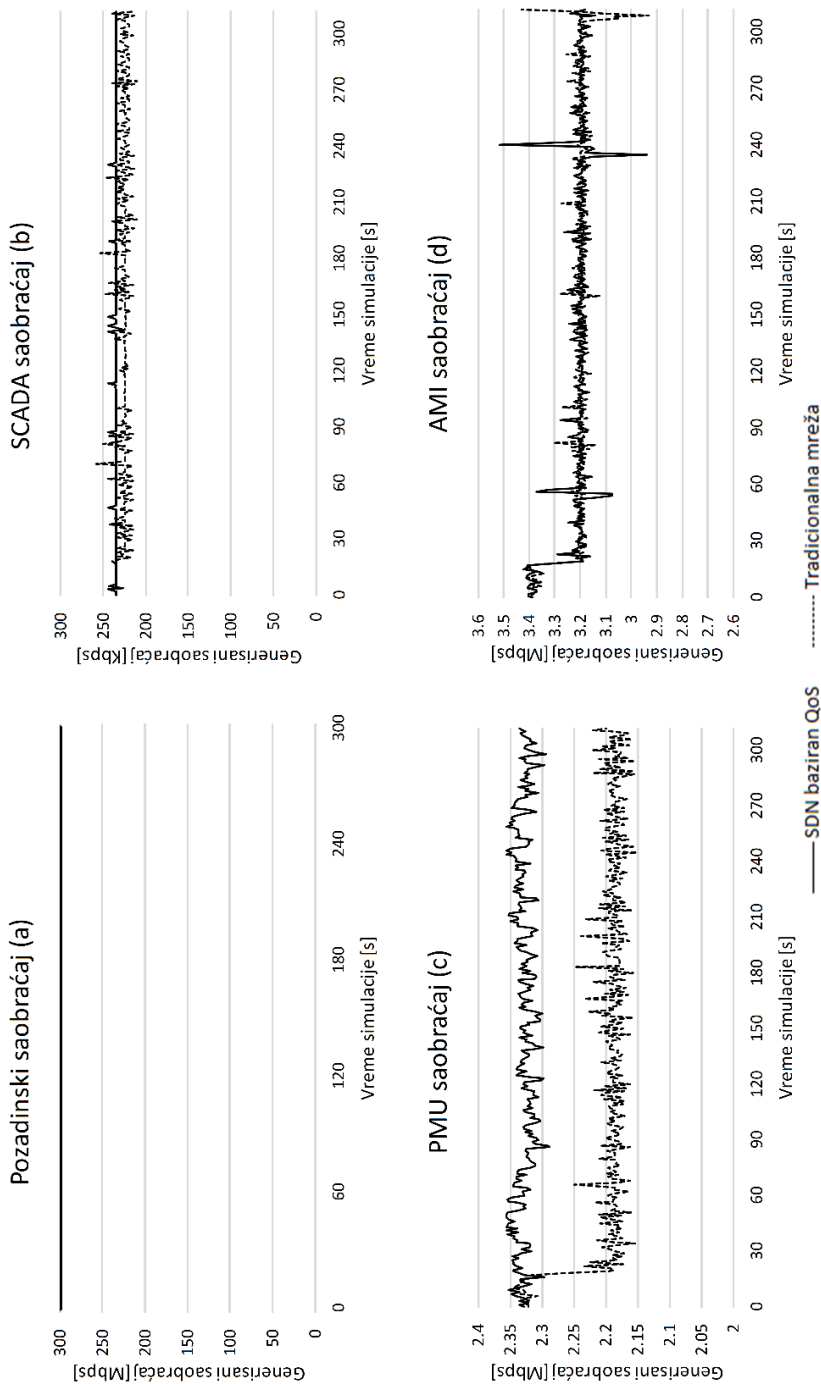 Pozadinski saobraćaj (a)
Generisani saobraćaj [Mbps]
300
250
200
150
100
50
0
0 60 120 180 240 300
Vreme simulacije [s]
SCADA saobraćaj (b)
Generisani saobraćaj [Kbps]
300
250
200
150
100
50
0
0 30 60 90 120 150 180 210 240 270 300
Vreme simulacije [s]
PMU saobraćaj (c)
Generisani saobraćaj [Mbps]
2.4
2.35
2.3
2.25
2.2
2.15
2.1
2.05
2
0 30 60 90 120 150 180 210 240 270 300
Vreme simulacije [s]
AMI saobraćaj (d)
Generisani saobraćaj [Mbps]
3.6
3.5
3.4
3.3
3.2
3.1
3
2.9
2.8
2.7
2.6
0 30 60 90 120 150 180 210 240 270 300
Vreme simulacije [s]
SDN baziran QoS Tradicionalna mreža